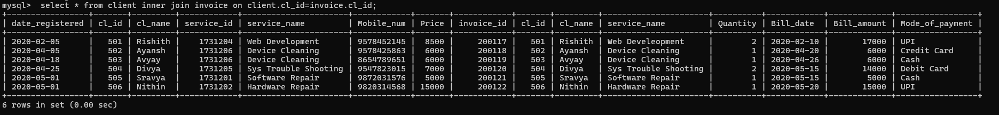 mysql>  select * from client inner join invoice on client.cl_id=invoice.cl_id;
+-----------------+-------+---------+------------+----------------------+------------+-------+------------+-------+---------+----------------------+----------+------------+-------------+-----------------+
| date_registered | cl_id | cl_name | service_id | service_name         | Mobile_num | Price | invoice_id | cl_id | cl_name | service_name         | Quantity | Bill_date  | Bill_amount | Mode_of_payment |
+-----------------+-------+---------+------------+----------------------+------------+-------+------------+-------+---------+----------------------+----------+------------+-------------+-----------------+
| 2020-02-05      |   501 | Rishith |    1731204 | Web Development      | 9578452145 |  8500 |     200117 |   501 | Rishith | Web Develeopment     |        2 | 2020-02-10 |       17000 | UPI             |
| 2020-04-05      |   502 | Ayansh  |    1731206 | Device Cleaning      | 9578425863 |  6000 |     200118 |   502 | Ayansh  | Device Cleaning      |        1 | 2020-04-20 |        6000 | Credit Card     |
| 2020-04-18      |   503 | Avyay   |    1731206 | Device Cleaning      | 8654789651 |  6000 |     200119 |   503 | Avyay   | Device Cleaning      |        1 | 2020-04-26 |        6000 | Cash            |
| 2020-04-25      |   504 | Divya   |    1731205 | Sys Trouble Shooting | 9547823015 |  7000 |     200120 |   504 | Divya   | Sys Trouble Shooting |        2 | 2020-05-15 |       14000 | Debit Card      |
| 2020-05-01      |   505 | Sravya  |    1731201 | Software Repair      | 9872031576 |  5000 |     200121 |   505 | Sravya  | Software Repair      |        1 | 2020-05-15 |        5000 | Cash            |
| 2020-05-01      |   506 | Nithin  |    1731202 | Hardware Repair      | 9820314568 | 15000 |     200122 |   506 | Nithin  | Hardware Repair      |        1 | 2020-05-20 |       15000 | UPI             |
+-----------------+-------+---------+------------+----------------------+------------+-------+------------+-------+---------+----------------------+----------+------------+-------------+-----------------+
6 rows in set (0.00 sec)